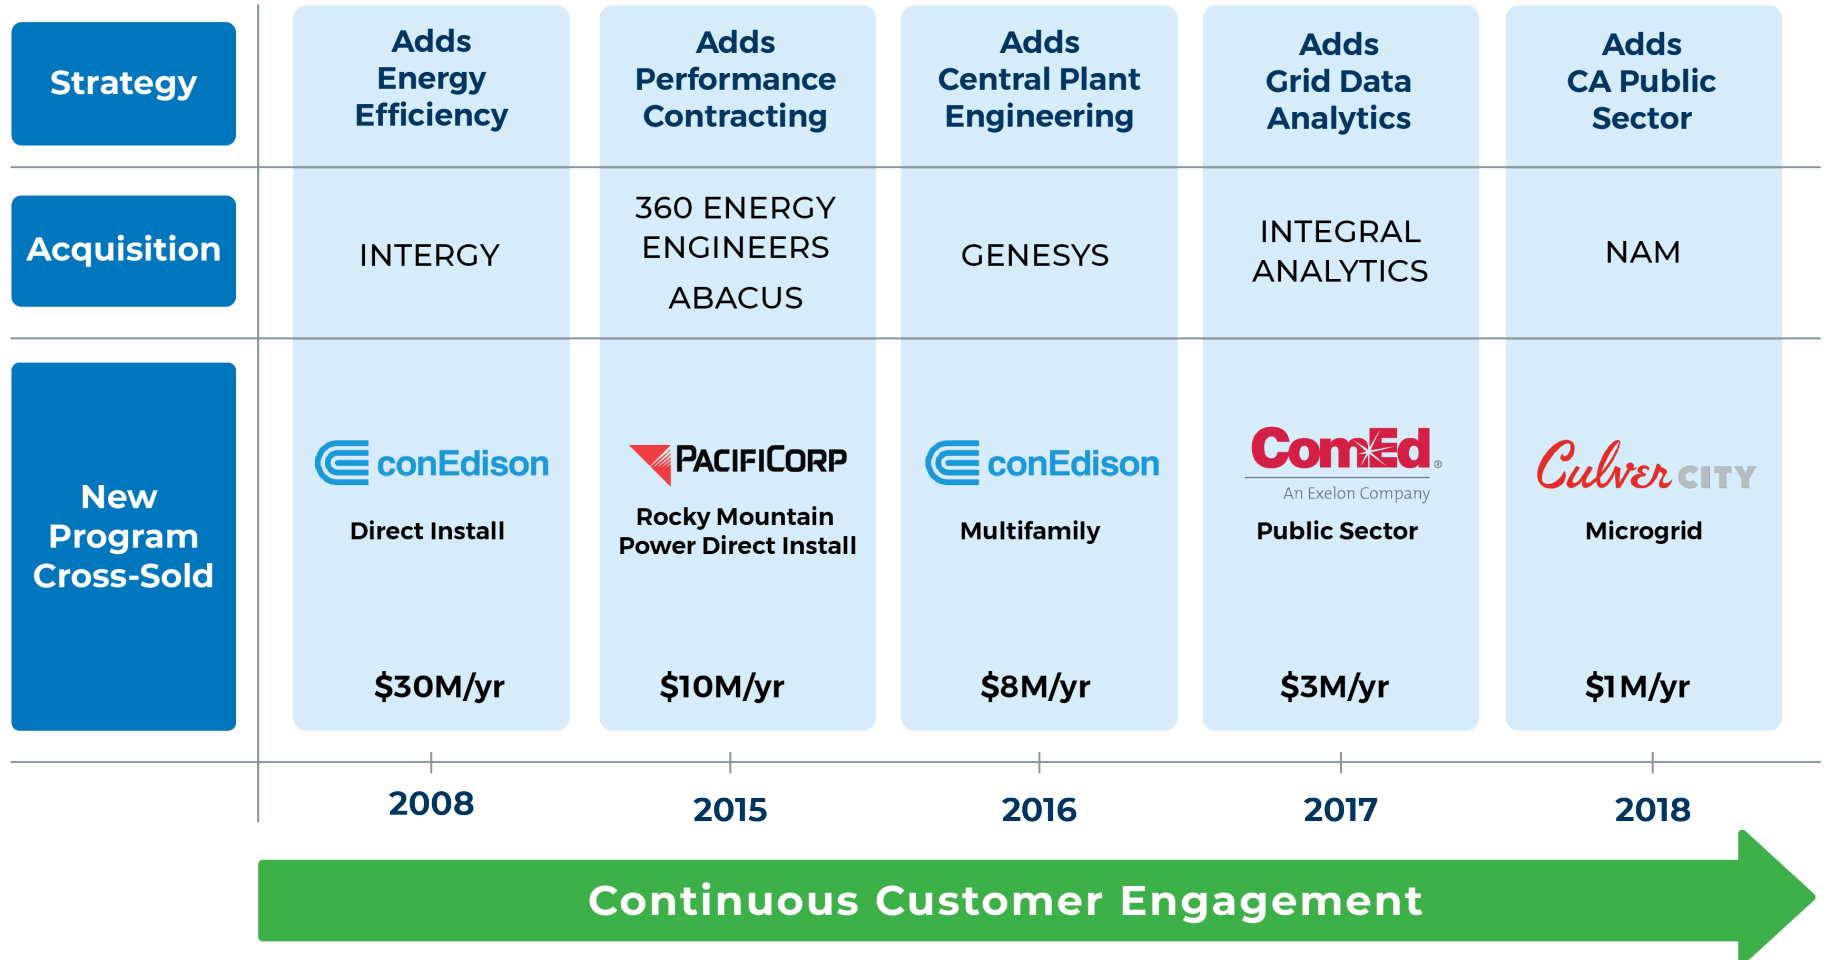 Strategy
Adds
Energy
Efficiency
Adds
Performance
Contracting
Adds
Central Plant
Engineering
Adds
Grid Data
Analytics
Adds
CA Public
Sector
Acquisition
INTERGY
360 ENERGY
ENGINEERS
ABACUS
GENESYS
INTEGRAL
ANALYTICS
NAM
New
Program
Cross-Sold
conEdison
Direct Install
$30M/yr
PACIFICORP
Rocky Mountain
Power Direct Install
$10M/yr
conEdison
Multifamily
$8M/yr
ComEd®
An Exelon Company
Public Sector
$3M/yr
Culver CITY
Microgrid
$1M/yr
2008
2015
2016
2017
2018
Continuous Customer Engagement